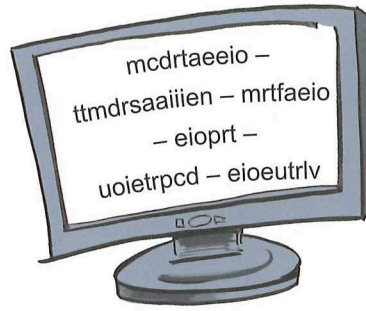 mcdrtaeeio –
ttmdrsaaiiien – mrtfaeio
– eioprt –
uoietrpcd – eioeutrlv